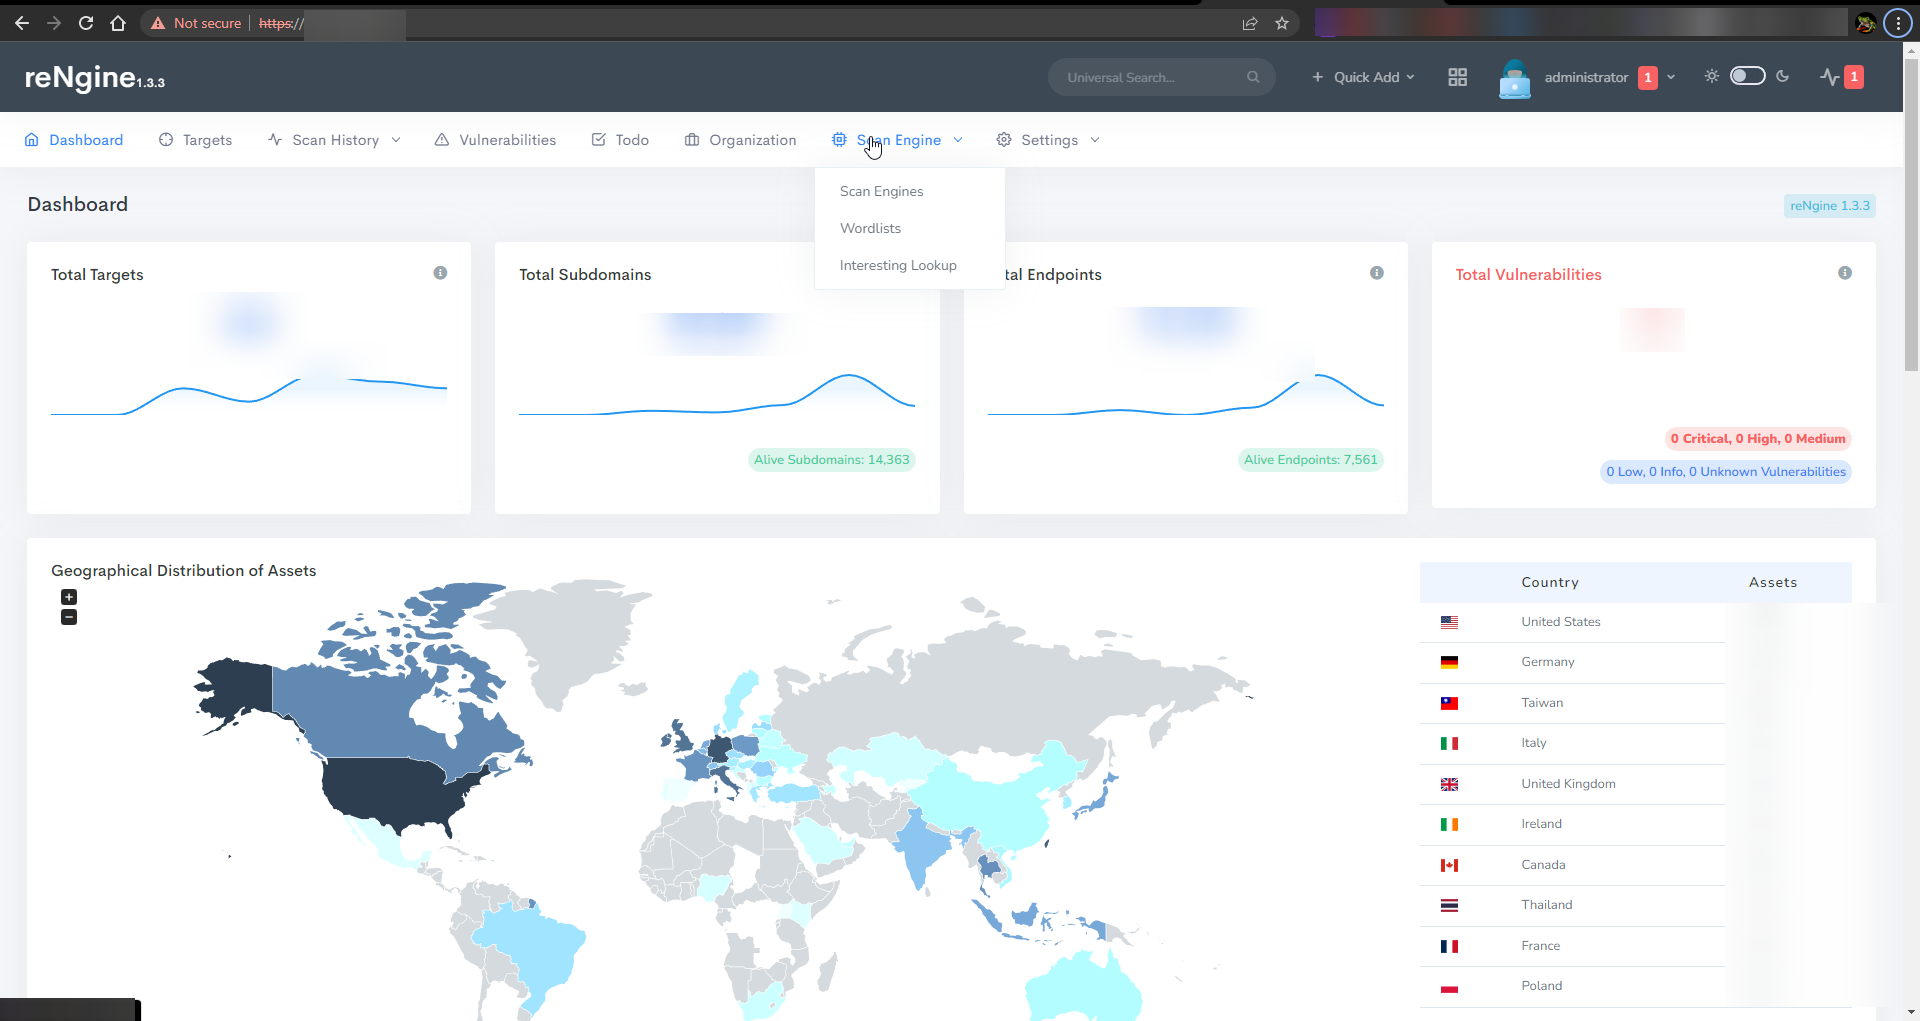 Not secure https://
reNgine 1.3.3
Universal Search...
Quick Add
administrator 1
1
Dashboard
Targets
Scan History
Vulnerabilities
Todo
Organization
Scan Engine
Settings
Scan Engines
Wordlists
Interesting Lookup
Dashboard
reNgine 1.3.3
Total Targets
Total Subdomains
Alive Subdomains: 14,363
tal Endpoints
Alive Endpoints: 7,561
Total Vulnerabilities
0 Critical, 0 High, 0 Medium
0 Low, 0 Info, 0 Unknown Vulnerabilities
Geographical Distribution of Assets
+
−
Country Assets
United States
Germany
Taiwan
Italy
United Kingdom
Ireland
Canada
Thailand
France
Poland